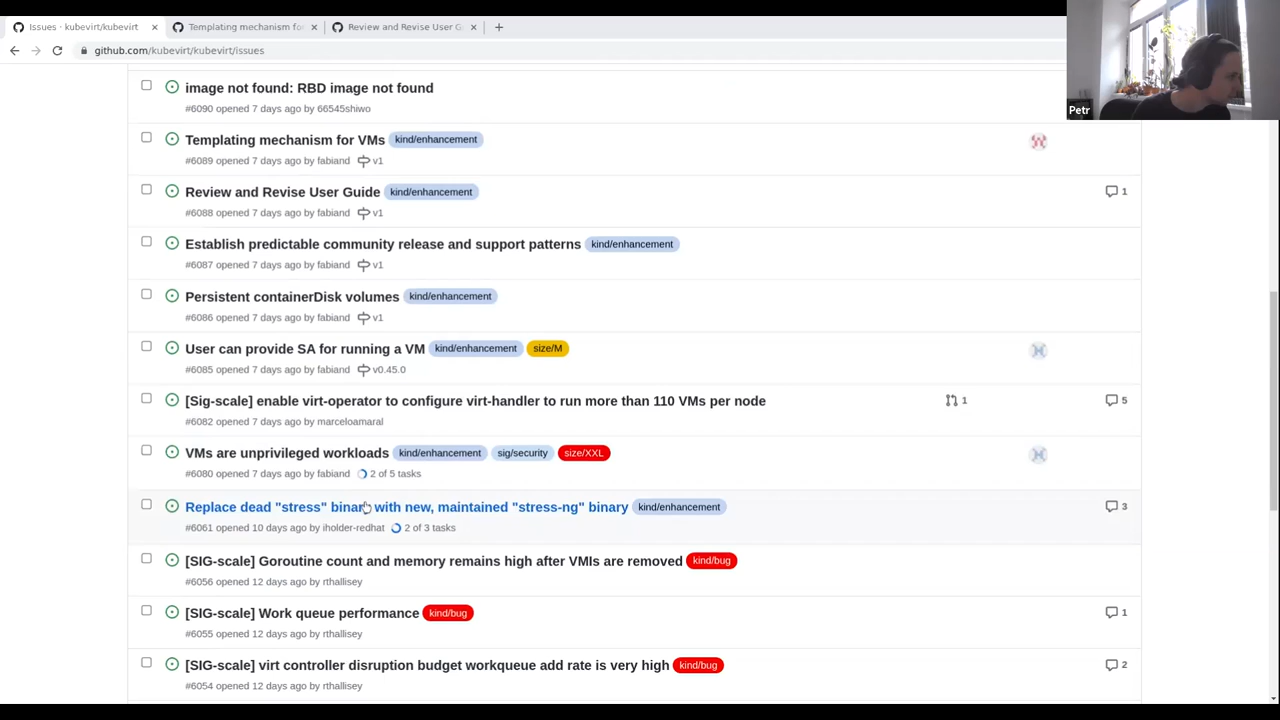 Issues · kubevirt/kubevirt
Templating mechanism fo
Review and Revise User G
github.com/kubevirt/kubevirt/issues
Petr
image not found: RBD image not found
#6090 opened 7 days ago by 66545shiwo
Templating mechanism for VMs kind/enhancement
#6089 opened 7 days ago by fabiand v1
Review and Revise User Guide kind/enhancement 1
#6088 opened 7 days ago by fabiand v1
Establish predictable community release and support patterns kind/enhancement
#6087 opened 7 days ago by fabiand v1
Persistent containerDisk volumes kind/enhancement
#6086 opened 7 days ago by fabiand v1
User can provide SA for running a VM kind/enhancement size/M
#6085 opened 7 days ago by fabiand v0.45.0
[Sig-scale] enable virt-operator to configure virt-handler to run more than 110 VMs per node 1 5
#6082 opened 7 days ago by marceloamaral
VMs are unprivileged workloads kind/enhancement sig/security size/XXL
#6080 opened 7 days ago by fabiand 2 of 5 tasks
Replace dead "stress" binary with new, maintained "stress-ng" binary kind/enhancement 3
#6061 opened 10 days ago by iholder-redhat 2 of 3 tasks
[SIG-scale] Goroutine count and memory remains high after VMIs are removed kind/bug
#6056 opened 12 days ago by rthallisey
[SIG-scale] Work queue performance kind/bug 1
#6055 opened 12 days ago by rthallisey
[SIG-scale] virt controller disruption budget workqueue add rate is very high kind/bug 2
#6054 opened 12 days ago by rthallisey